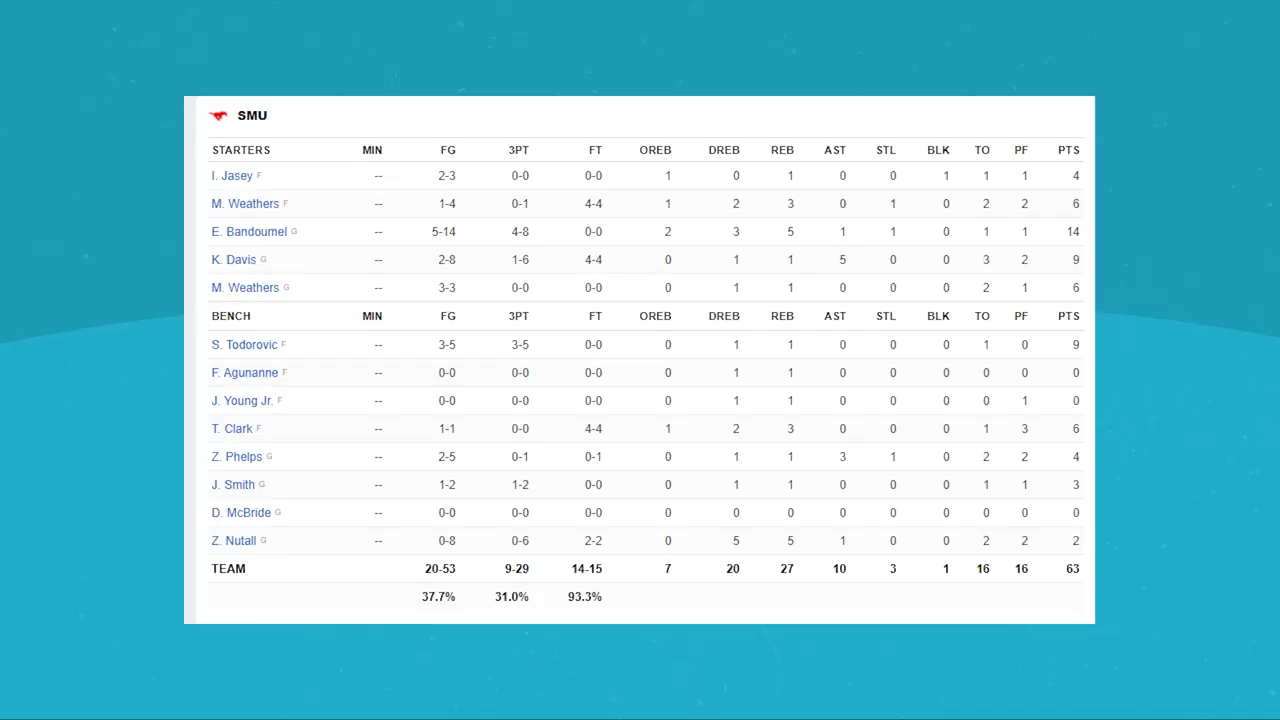 SMU
STARTERS MIN FG 3PT FT OREB DREB REB AST STL BLK TO PF PTS
I. Jasey F -- 2-3 0-0 0-0 1 0 1 0 0 1 1 1 4
M. Weathers F -- 1-4 0-1 4-4 1 2 3 0 1 0 2 2 6
E. Bandoumel G -- 5-14 4-8 0-0 2 3 5 1 1 0 1 1 14
K. Davis G -- 2-8 1-6 4-4 0 1 1 5 0 0 3 2 9
M. Weathers G -- 3-3 0-0 0-0 0 1 1 0 0 0 2 1 6
BENCH MIN FG 3PT FT OREB DREB REB AST STL BLK TO PF PTS
S. Todorovic F -- 3-5 3-5 0-0 0 1 1 0 0 0 1 0 9
F. Agunanne F -- 0-0 0-0 0-0 0 1 1 0 0 0 0 0 0
J. Young Jr. F -- 0-0 0-0 0-0 0 1 1 0 0 0 0 1 0
T. Clark F -- 1-1 0-0 4-4 1 2 3 0 0 0 1 3 6
Z. Phelps G -- 2-5 0-1 0-1 0 1 1 3 1 0 2 2 4
J. Smith G -- 1-2 1-2 0-0 0 1 1 0 0 0 1 1 3
D. McBride G -- 0-0 0-0 0-0 0 0 0 0 0 0 0 0 0
Z. Nutall G -- 0-8 0-6 2-2 0 5 5 1 0 0 2 2 2
TEAM 20-53 9-29 14-15 7 20 27 10 3 1 16 16 63
37.7% 31.0% 93.3%